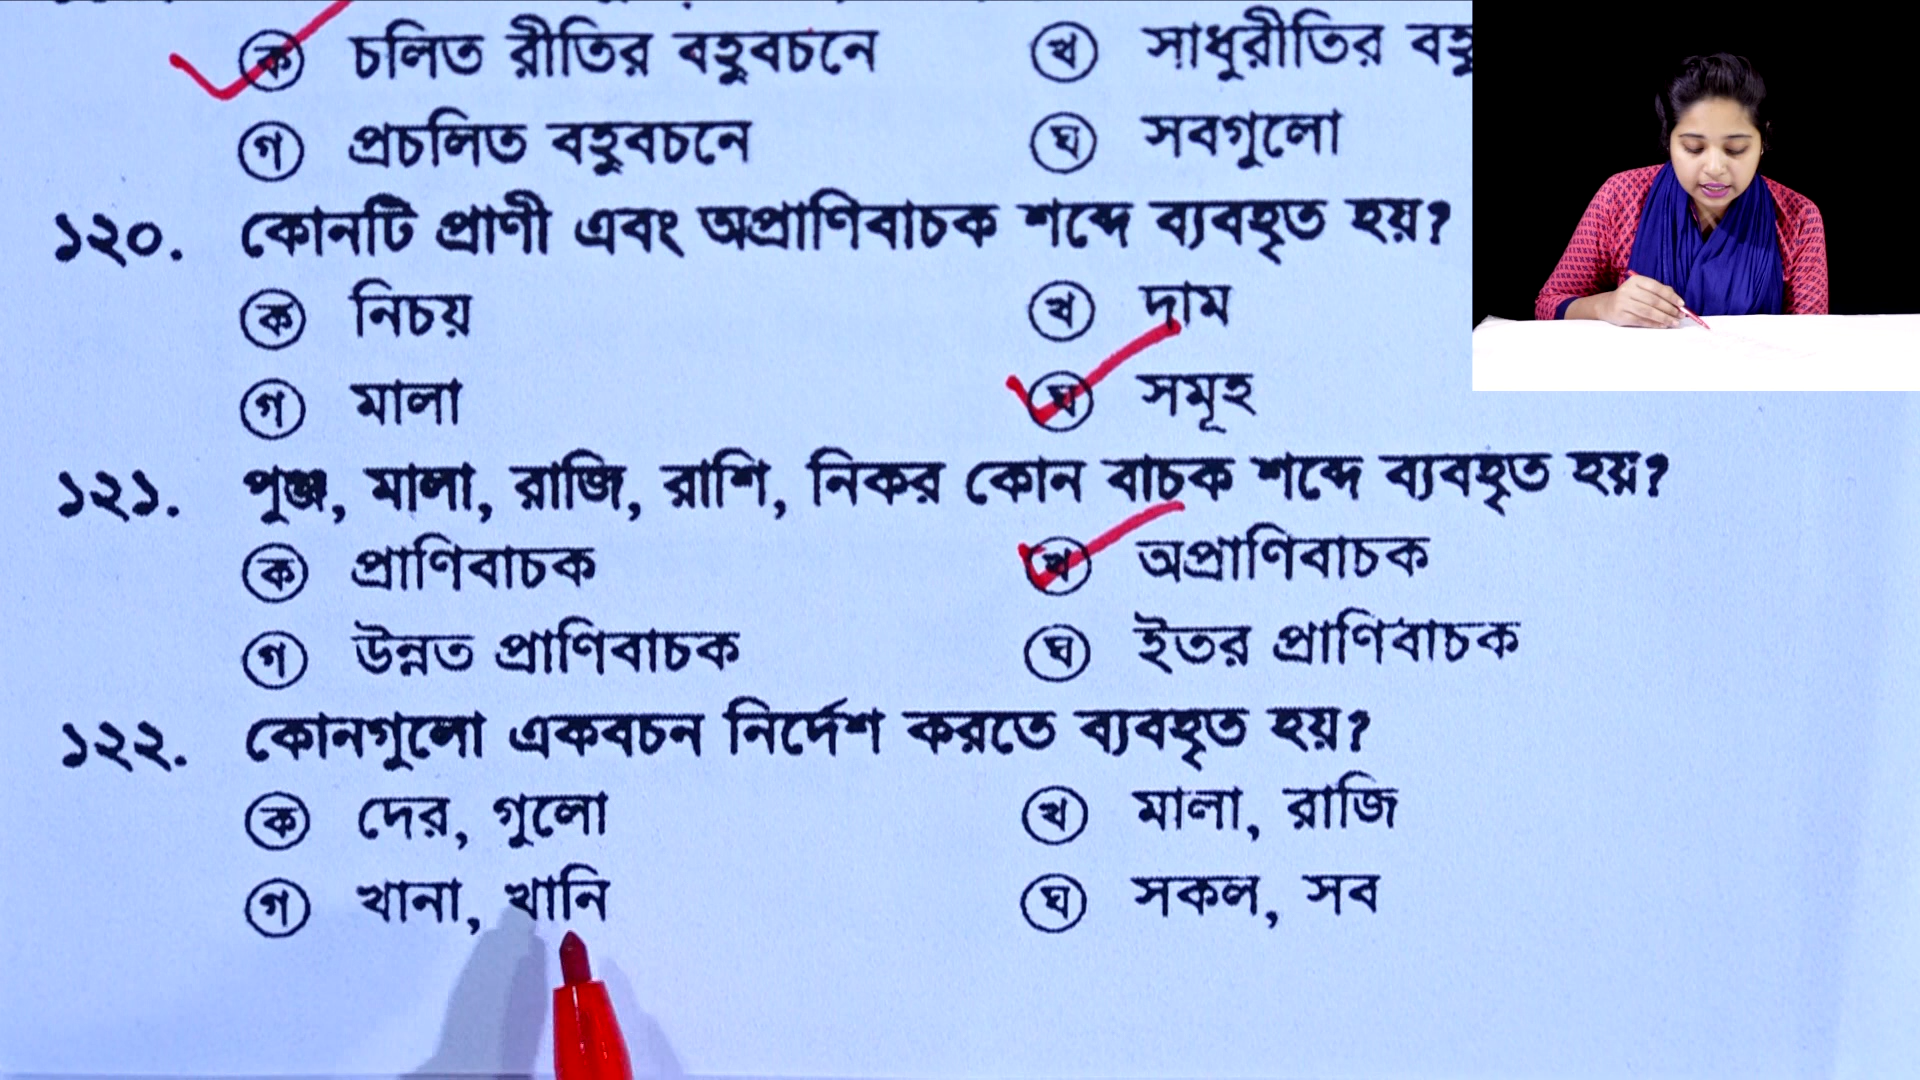 ক চলিত রীতির বহুবচনে খ সাধুরীতির
গ প্রচলিত বহুবচনে ঘ সবগুলো
১২০. কোনটি প্রাণী এবং অপ্রাণিবাচক শব্দে ব্যবহৃত হয়?
ক নিচয় খ দাম
গ মালা ঘ সমূহ
১২১. পুঞ্জ, মালা, রাজি, রাশি, নিকর কোন বাচক শব্দে ব্যবহৃত হয়?
ক প্রাণিবাচক খ অপ্রাণিবাচক
গ উন্নত প্রাণিবাচক ঘ ইতর প্রাণিবাচক
১২২. কোনগুলো একবচন নির্দেশ করতে ব্যবহৃত হয়?
ক দের, গুলো খ মালা, রাজি
গ খানা, খানি ঘ সকল, সব